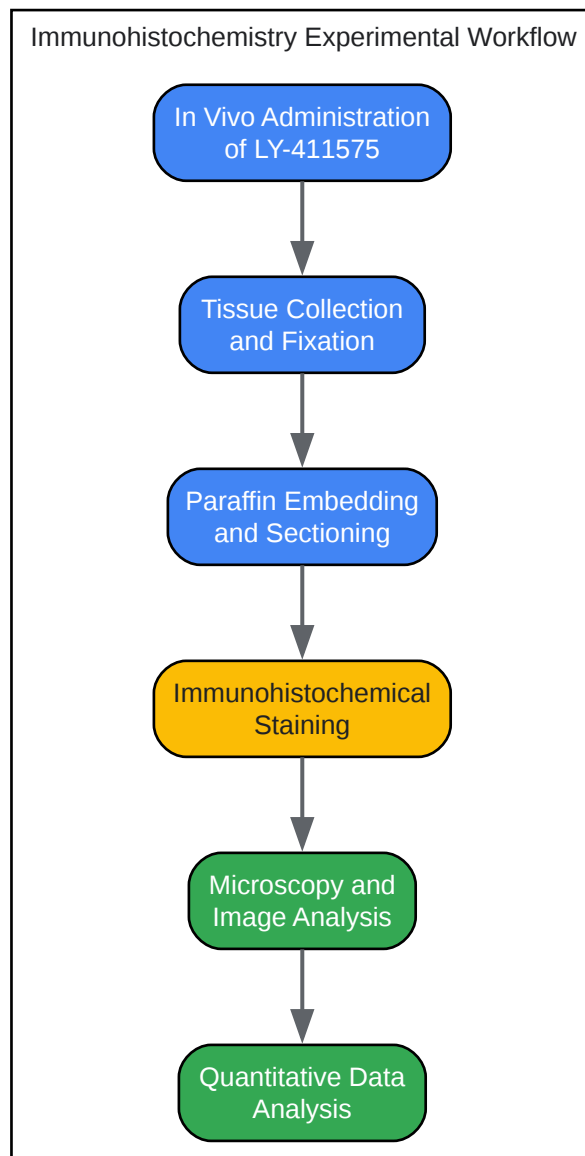 Immunohistochemistry Experimental Workflow
In Vivo Administration
of LY-411575
Tissue Collection
and Fixation
Paraffin Embedding
and Sectioning
Immunohistochemical
Staining
Microscopy and
Image Analysis
Quantitative Data
Analysis